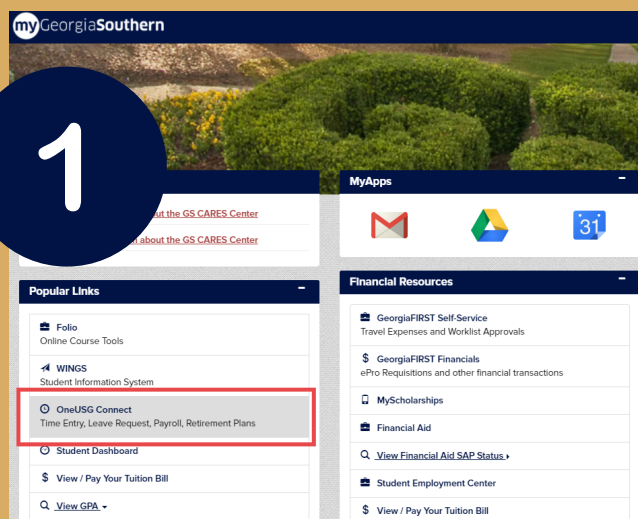 myGeorgiaSouthern
1
out the GS CARES Center
about the GS CARES Center
Popular Links
Folio
Online Course Tools
WINGS
Student Information System
OneUSG Connect
Time Entry, Leave Request, Payroll, Retirement Plans
Student Dashboard
$ View / Pay Your Tuition Bill
View GPA
MyApps
31
Financial Resources
GeorgiaFIRST Self-Service
Travel Expenses and Worklist Approvals
$ GeorgiaFIRST Financials
ePro Requisitions and other financial transactions
MyScholarships
Financial Aid
View Financial Aid SAP Status
Student Employment Center
$ View / Pay Your Tuition Bill